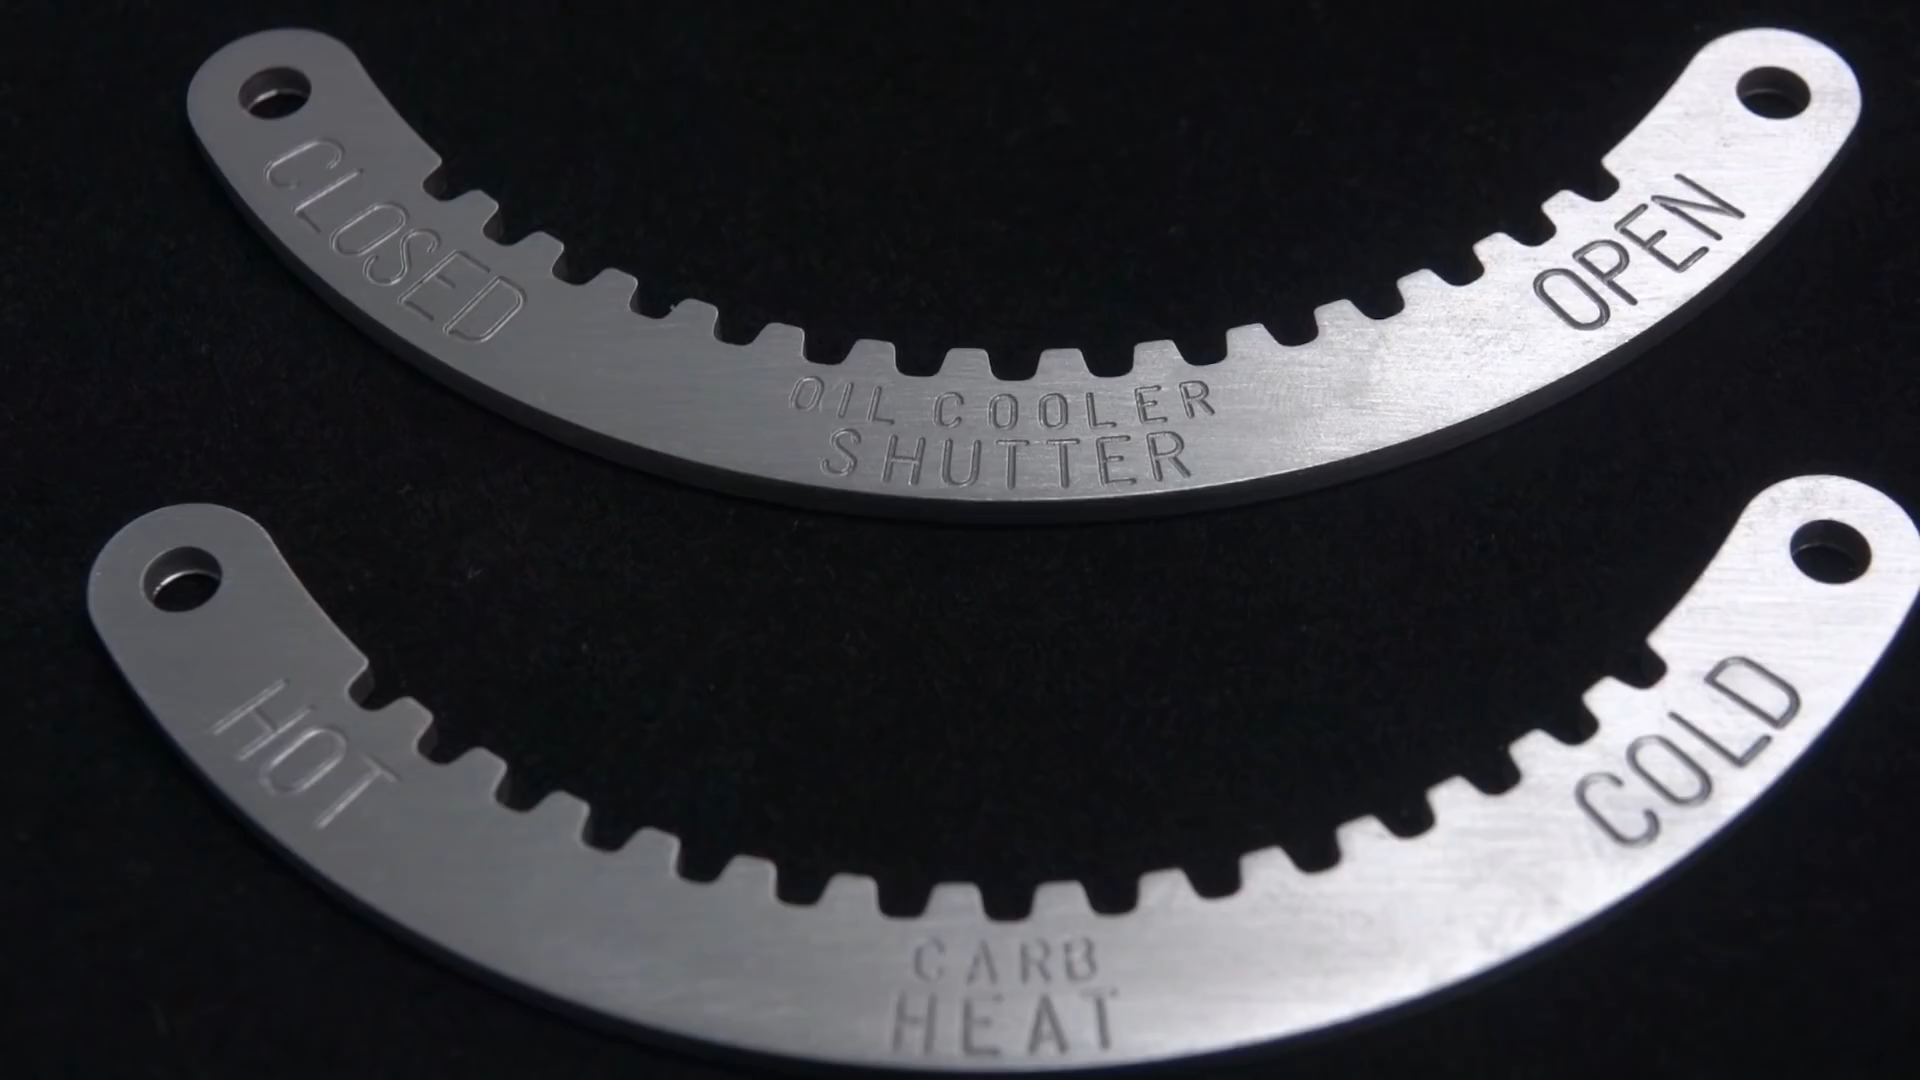 CLOSED
OPEN
OIL COOLER
SHUTTER
HOT
COLD
CARB
HEAT